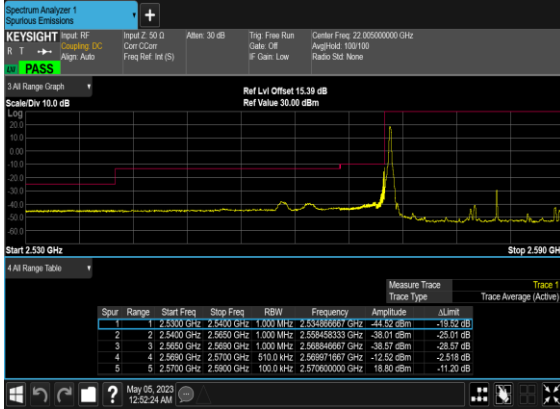 Spectrum Analyzer 1
Spurious Emissions
+
KEYSIGHT Input: RF Input Z: 50 Ω Atten: 30 dB Trig: Free Run Center Freq: 22.005000000 GHz
R T Coupling: DC Corr CCorr Gate: Off Avg|Hold: 100/100
Align: Auto Freq Ref: Int (S) IF Gain: Low Radio Std: None
PASS
3 All Range Graph
Ref Lvl Offset 15.39 dB
Scale/Div 10.0 dB Ref Value 30.00 dBm
Log
20.0
10.0
0.00
-10.0
-20.0
-30.0
-40.0
-50.0
-60.0
Start 2.530 GHz Stop 2.590 GH
4 All Range Table
Measure Trace Trace 1
Trace Type Trace Average (Active)
Spur Range Start Freq Stop Freq RBW Frequency Amplitude ΔLimit
1 1 2.5300 GHz 2.5400 GHz 1.000 MHz 2.534866667 GHz -44.52 dBm -19.52 dB
2 2 2.5400 GHz 2.5650 GHz 1.000 MHz 2.558458333 GHz -38.01 dBm -25.01 dB
3 3 2.5650 GHz 2.5690 GHz 1.000 MHz 2.568846667 GHz -38.57 dBm -28.57 dB
4 4 2.5690 GHz 2.5700 GHz 510.0 kHz 2.569971667 GHz -12.52 dBm -2.518 dB
5 5 2.5700 GHz 2.5900 GHz 100.0 kHz 2.570600000 GHz 18.80 dBm -11.20 dB
?
May 05, 2023
12:52:24 AM